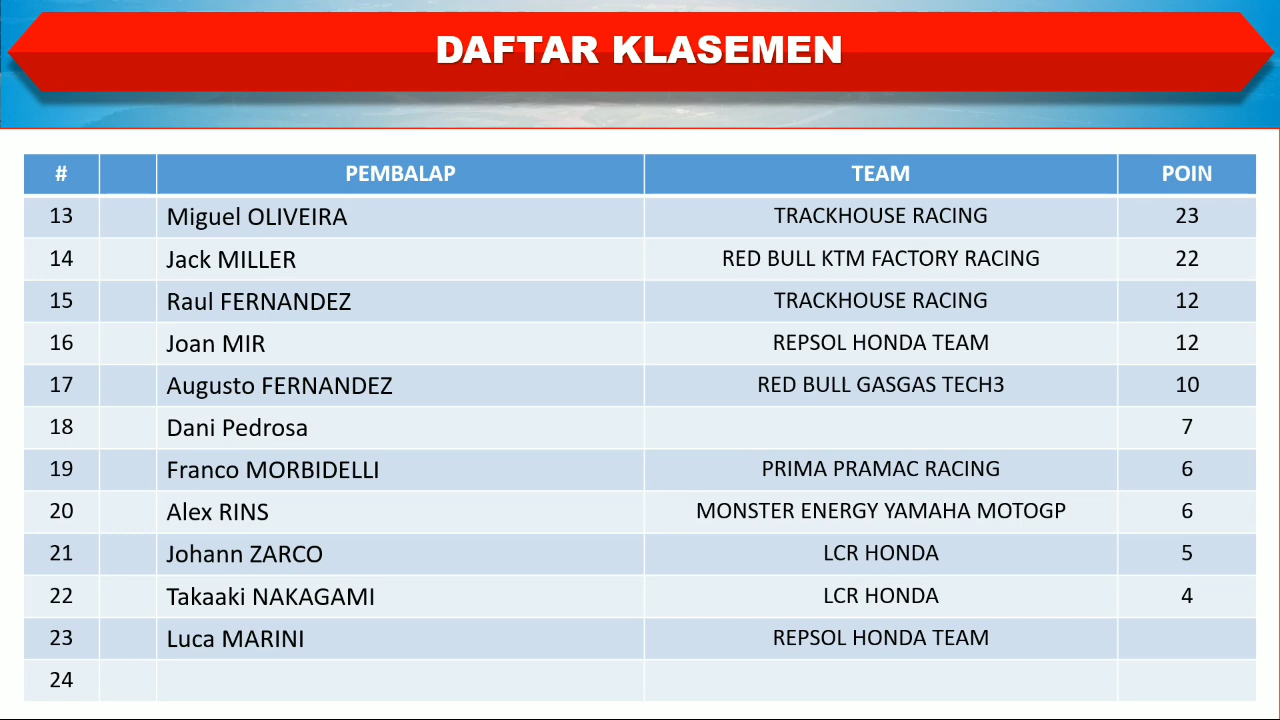 DAFTAR KLASEMEN
# PEMBALAP TEAM POIN
13 Miguel OLIVEIRA TRACKHOUSE RACING 23
14 Jack MILLER RED BULL KTM FACTORY RACING 22
15 Raul FERNANDEZ TRACKHOUSE RACING 12
16 Joan MIR REPSOL HONDA TEAM 12
17 Augusto FERNANDEZ RED BULL GASGAS TECH3 10
18 Dani Pedrosa 7
19 Franco MORBIDELLI PRIMA PRAMAC RACING 6
20 Alex RINS MONSTER ENERGY YAMAHA MOTOGP 6
21 Johann ZARCO LCR HONDA 5
22 Takaaki NAKAGAMI LCR HONDA 4
23 Luca MARINI REPSOL HONDA TEAM
24